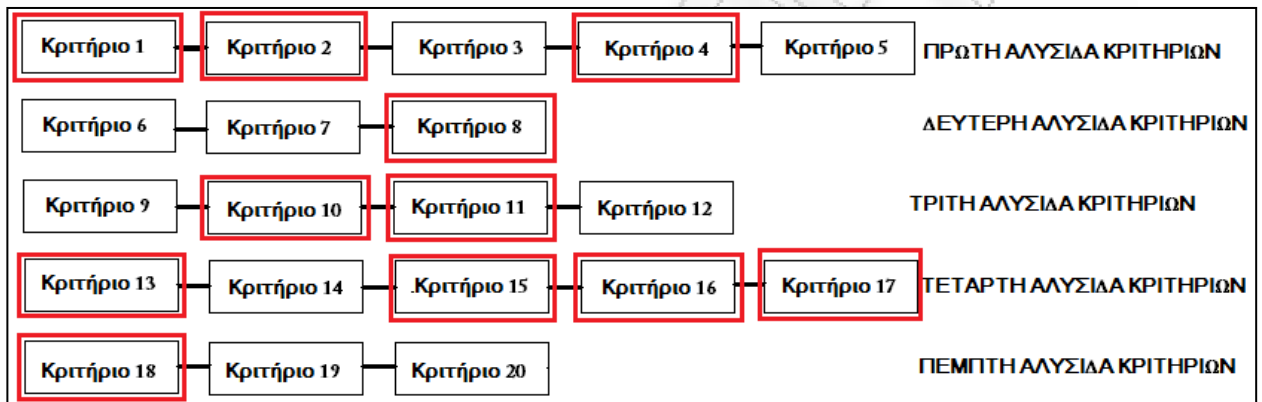 Κριτήριο 1 Κριτήριο 2 Κριτήριο 3 Κριτήριο 4 Κριτήριο 5 ΠΡΩΤΗ ΑΛΥΣΙΔΑ ΚΡΙΤΗΡΙΩΝ
Κριτήριο 6 Κριτήριο 7 Κριτήριο 8 ΔΕΥΤΕΡΗ ΑΛΥΣΙΔΑ ΚΡΙΤΗΡΙΩΝ
Κριτήριο 9 Κριτήριο 10 Κριτήριο 11 Κριτήριο 12 ΤΡΙΤΗ ΑΛΥΣΙΔΑ ΚΡΙΤΗΡΙΩΝ
Κριτήριο 13 Κριτήριο 14 .Κριτήριο 15 Κριτήριο 16 Κριτήριο 17 ΤΕΤΑΡΤΗ ΑΛΥΣΙΔΑ ΚΡΙΤΗΡΙΩΝ
Κριτήριο 18 Κριτήριο 19 Κριτήριο 20 ΠΕΜΠΤΗ ΑΛΥΣΙΔΑ ΚΡΙΤΗΡΙΩΝ